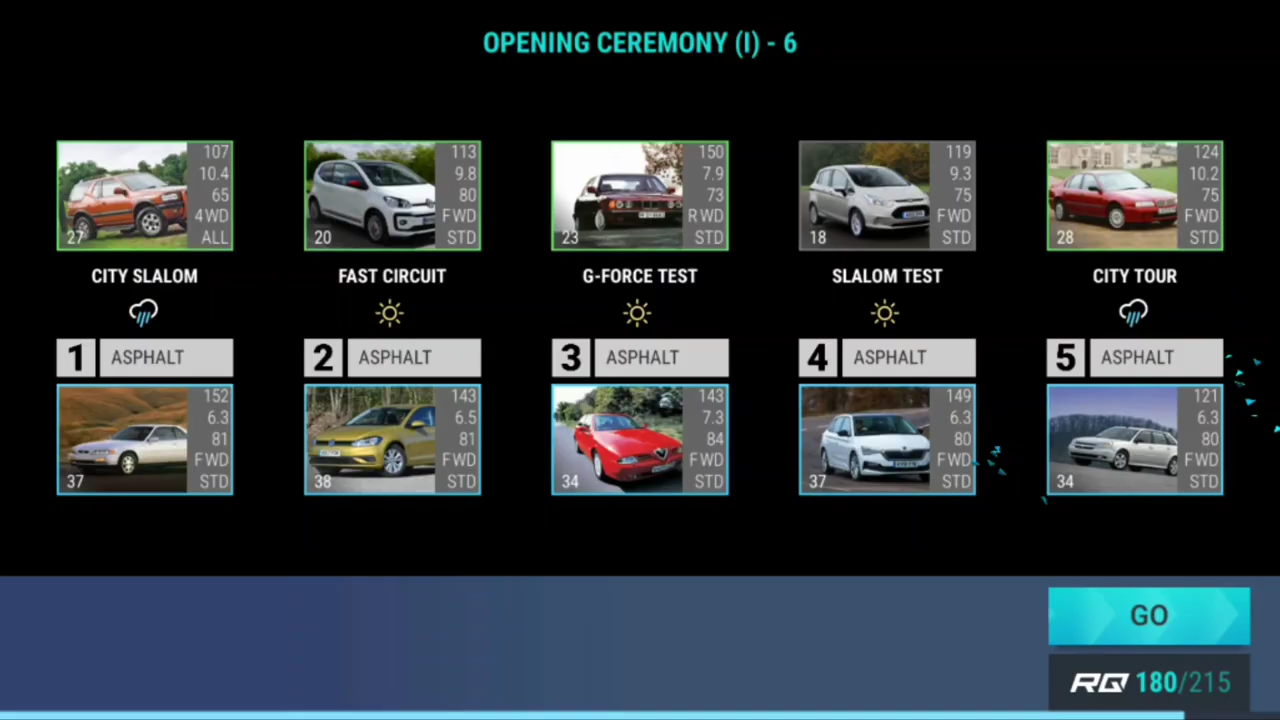 OPENING CEREMONY (I) - 6
107
10.4
65
4WD
27 ALL
113
9.8
80
FWD
20 STD
150
7.9
73
RWD
23 STD
119
9.3
75
FWD
18 STD
124
10.2
75
FWD
28 STD
CITY SLALOM FAST CIRCUIT G-FORCE TEST SLALOM TEST CITY TOUR
1 ASPHALT 2 ASPHALT 3 ASPHALT 4 ASPHALT 5 ASPHALT
152
6.3
81
FWD
37 STD
143
6.5
81
FWD
38 STD
143
7.3
84
FWD
34 STD
149
6.3
80
FWD
37 STD
121
6.3
80
FWD
34 STD
GO
RQ 180/215